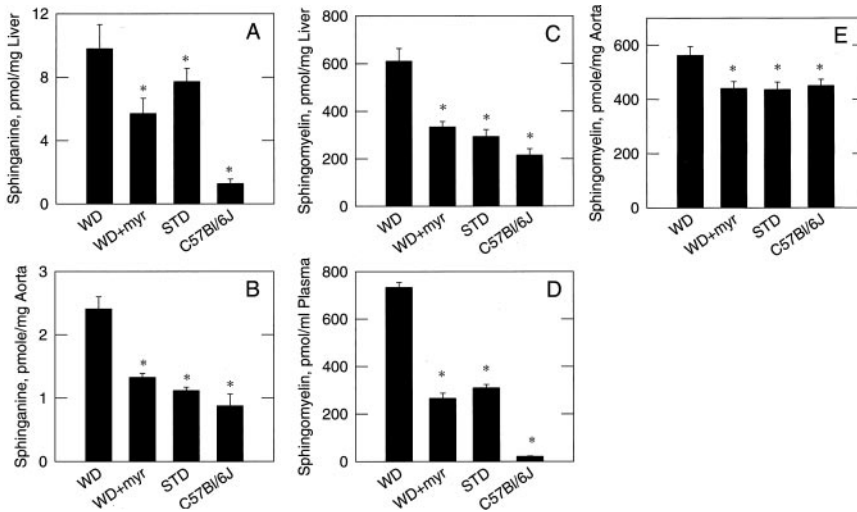 A
Sphinganine, pmol/mg Liver
12
8
4
0
WD
WD+myr
STD
C57Bl/6J
*
*
*
C
Sphingomyelin, pmol/mg Liver
800
600
400
200
0
WD
WD+myr
STD
C57Bl/6J
*
*
*
E
Sphingomyelin, pmole/mg Aorta
600
400
200
0
WD
WD+myr
STD
C57Bl/6J
*
*
*
B
Sphinganine, pmole/mg Aorta
3
2
1
0
WD
WD+myr
STD
C57Bl/6J
*
*
*
D
Sphingomyelin, pmol/ml Plasma
800
600
400
200
0
WD
WD+myr
STD
C57Bl/6J
*
*
*